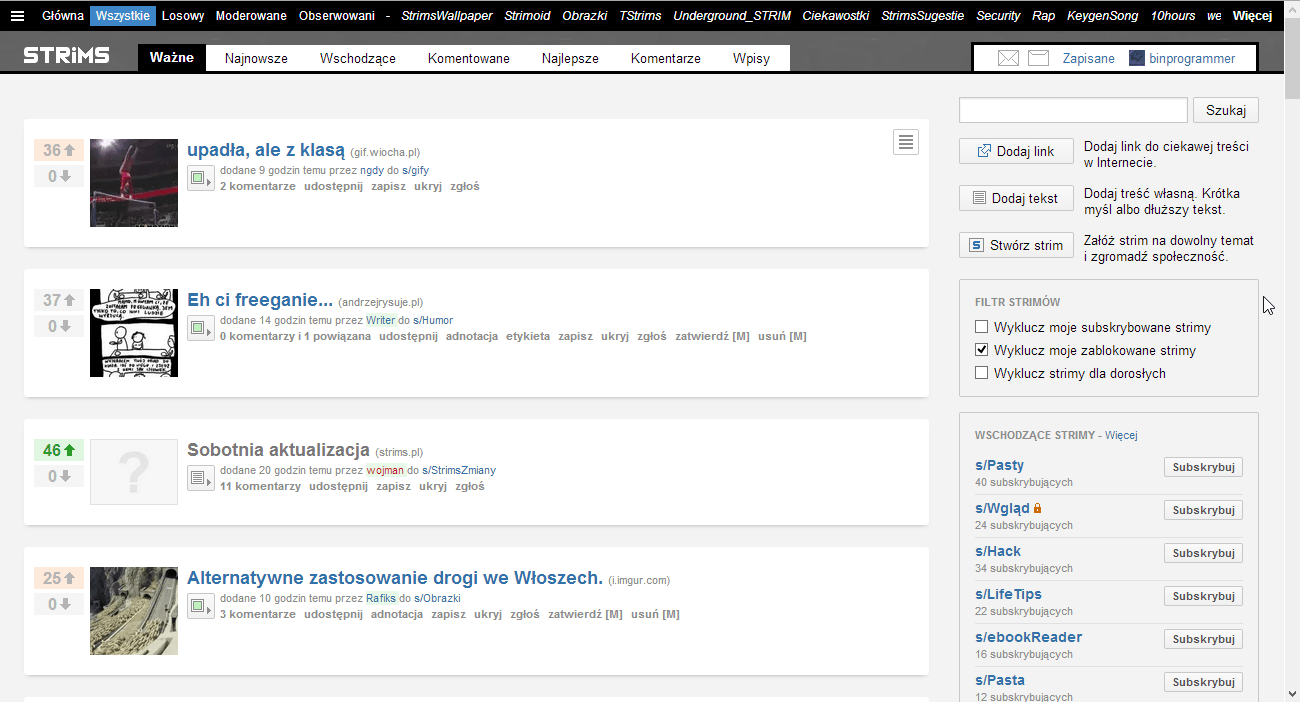 Główna Wszystkie Losowy Moderowane Obserwowani - StrimsWallpaper Strimoid Obrazki TStrims Underground_STRIM Ciekawostki StrimsSugestie Security Rap KeygenSong 10hours we Więcej
STRiMS Ważne Najnowsze Wschodzące Komentowane Najlepsze Komentarze Wpisy Zapisane binprogrammer
36
0
upadła, ale z klasą (gif.wiocha.pl)
dodane 9 godzin temu przez ngdy do s/gify
2 komentarze udostępnij zapisz ukryj zgłoś
37
0
Eh ci freeganie... (andrzejrysuje.pl)
dodane 14 godzin temu przez Writer do s/Humor
0 komentarzy i 1 powiązana udostępnij adnotacja etykieta zapisz ukryj zgłoś zatwierdź [M] usuń [M]
46
0
?
Sobotnia aktualizacja (strims.pl)
dodane 20 godzin temu przez wojman do s/StrimsZmiany
11 komentarzy udostępnij zapisz ukryj zgłoś
25
0
Alternatywne zastosowanie drogi we Włoszech. (i.imgur.com)
dodane 10 godzin temu przez Rafiks do s/Obrazki
3 komentarze udostępnij adnotacja zapisz ukryj zgłoś zatwierdź [M] usuń [M]
Szukaj
Dodaj link
Dodaj link do ciekawej treści
w Internecie.
Dodaj tekst
Dodaj treść własną. Krótka
myśl albo dłuższy tekst.
S Stwórz strim
Załóż strim na dowolny temat
i zgromadź społeczność.
FILTR STRIMÓW
Wyklucz moje subskrybowane strimy
Wyklucz moje zablokowane strimy
Wyklucz strimy dla dorosłych
WSCHODZĄCE STRIMY - Więcej
s/Pasty Subskrybuj
40 subskrybujących
s/Wgląd Subskrybuj
24 subskrybujących
s/Hack Subskrybuj
34 subskrybujących
s/LifeTips Subskrybuj
22 subskrybujących
s/ebookReader Subskrybuj
16 subskrybujących
s/Pasta Subskrybuj
12 subskrybujących